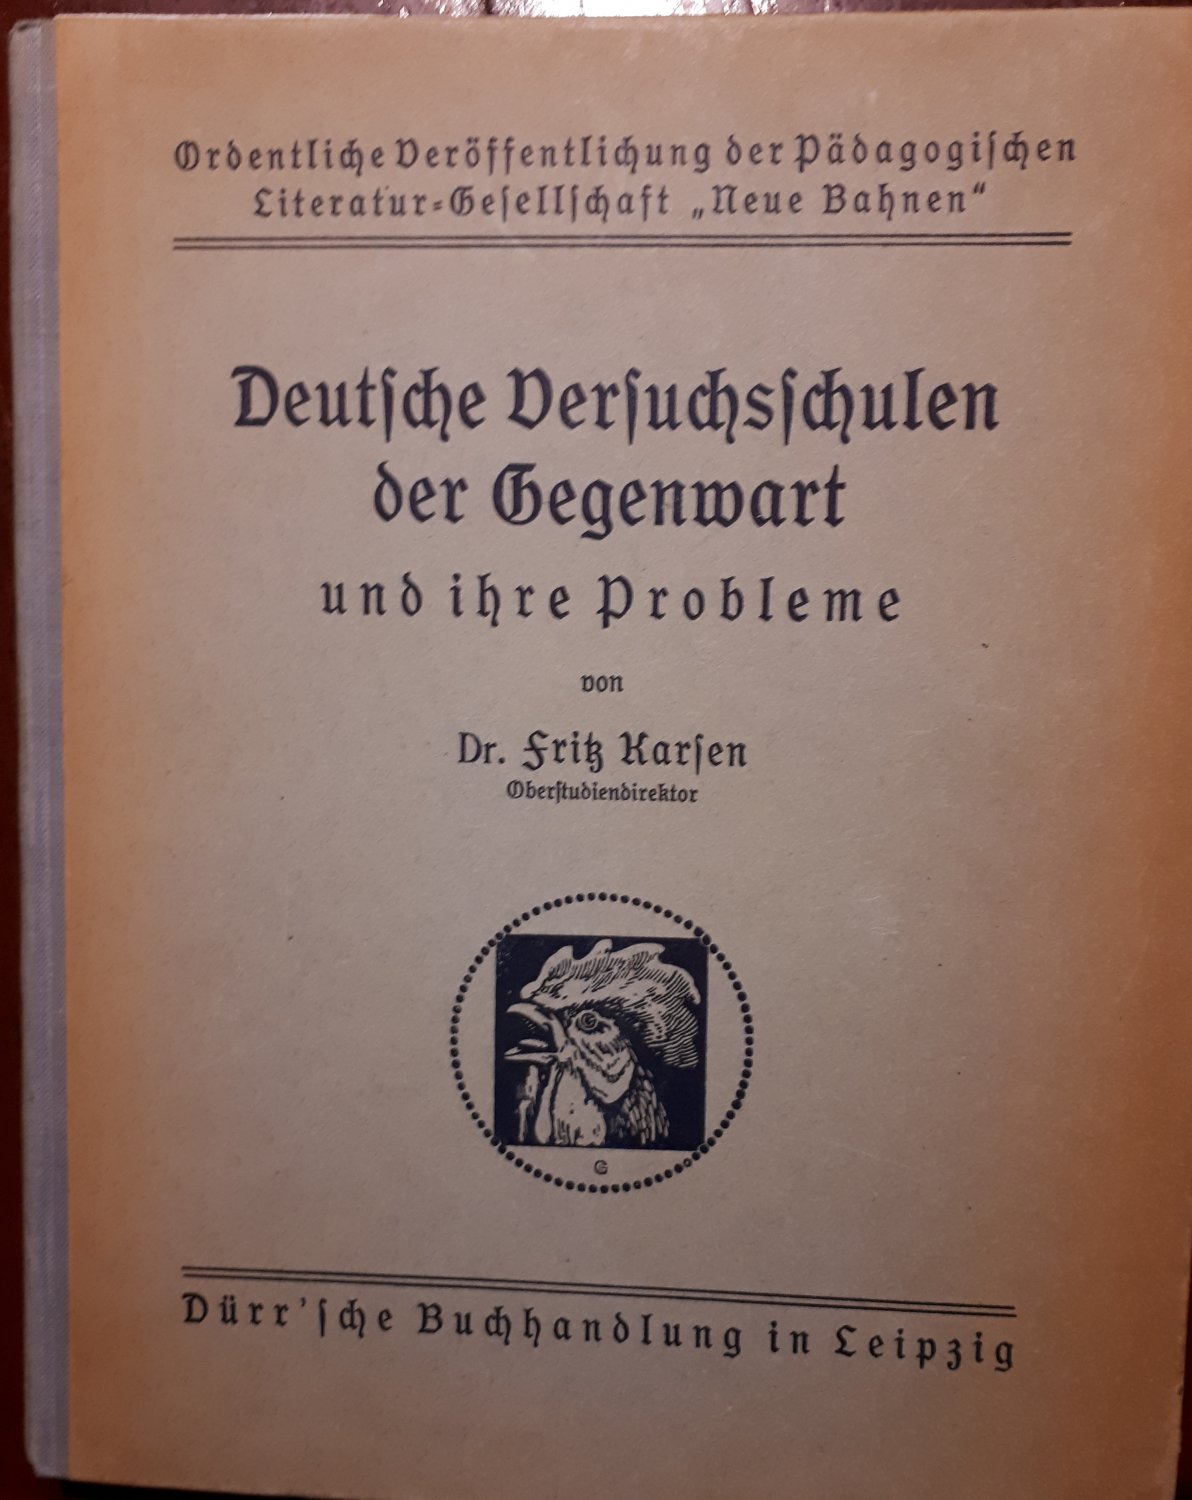 Ordentliche Veröffentlichung der Pädagogiſchen
Literatur=Geſellſchaft „Neue Bahnen“
Deutſche Verſuchsſchulen
der Gegenwart
und ihre Probleme
von
Dr. Fritz Karſen
Oberſtudiendirektor
G
Dürr’ſche Buchhandlung in Leipzig